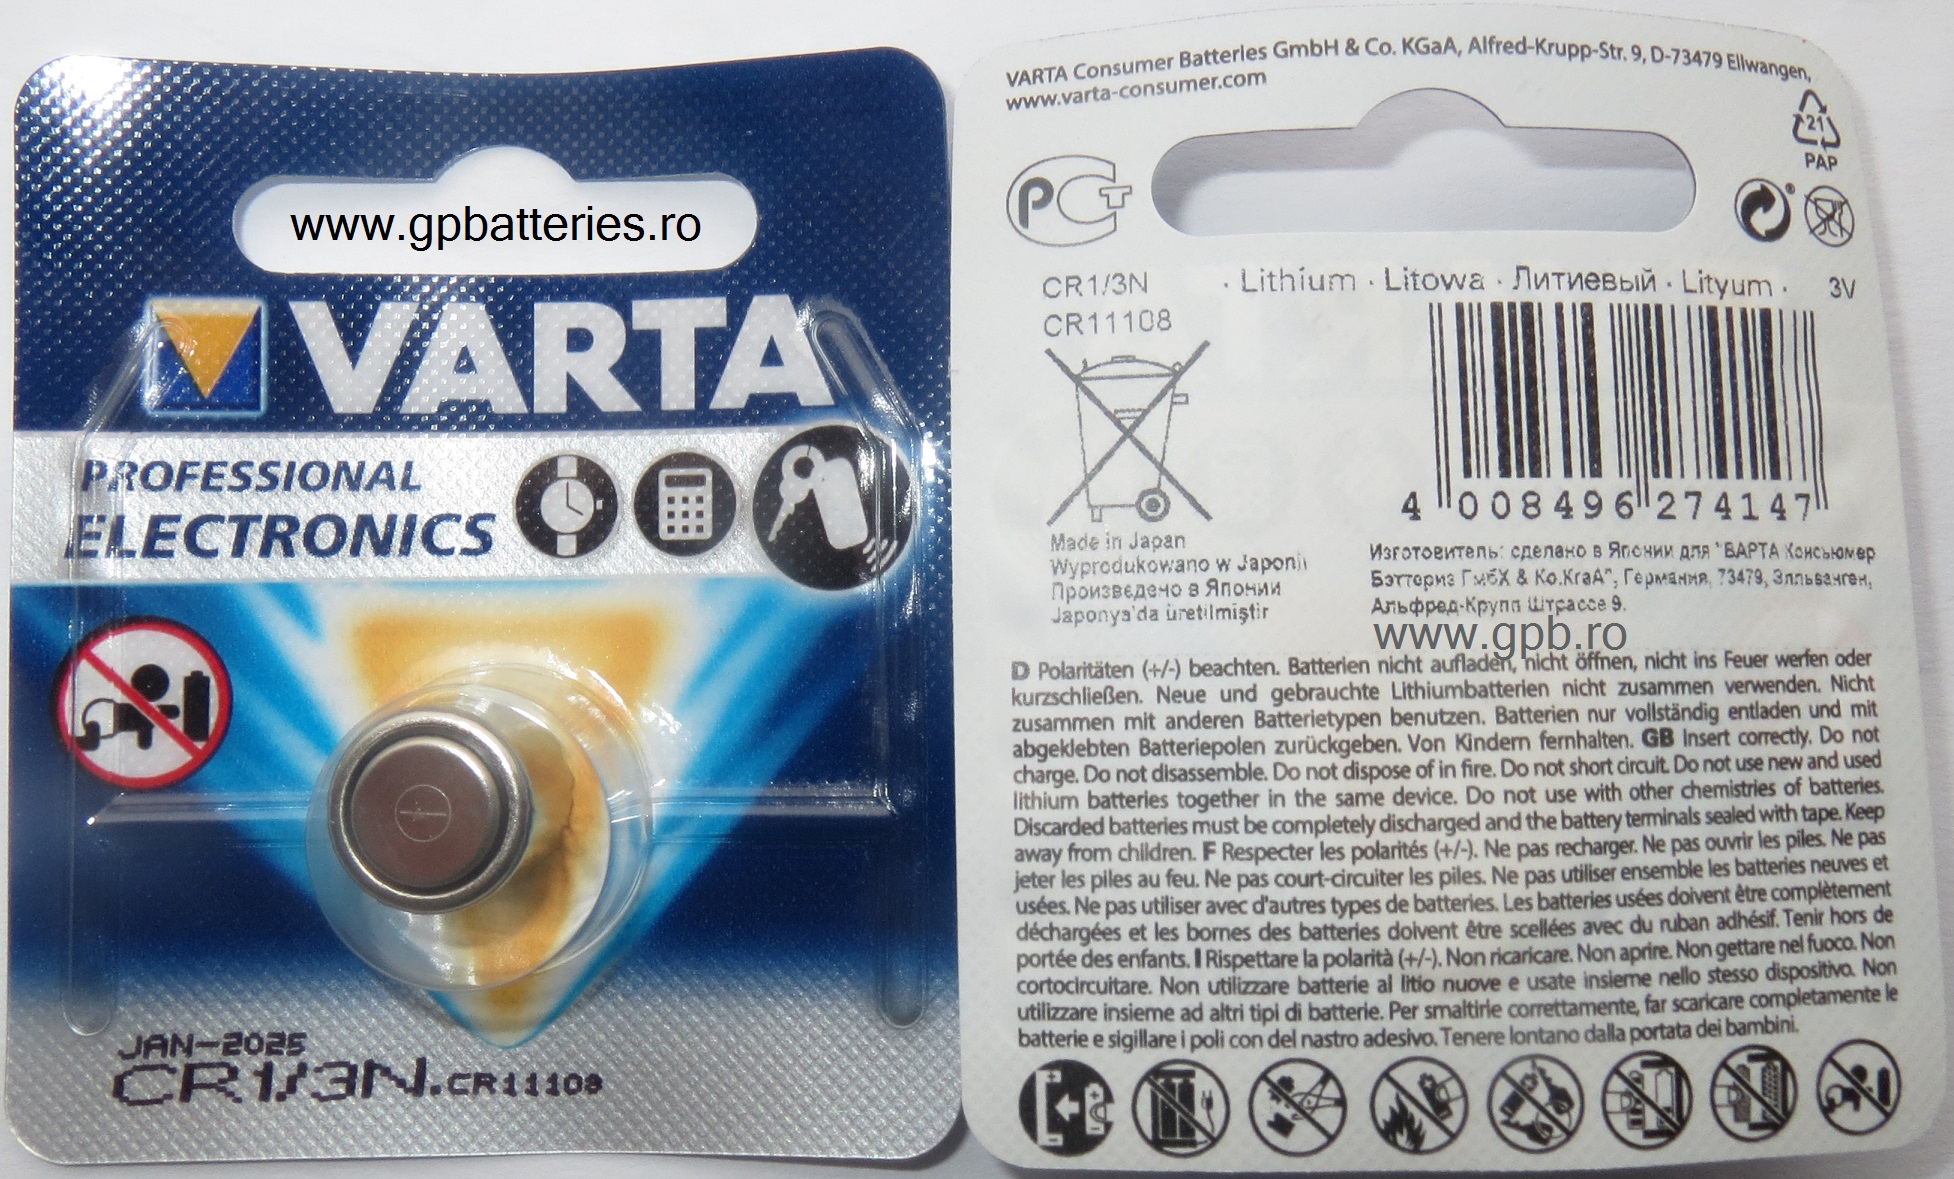 www.gpbatteries.ro
VARTA
PROFESSIONAL
ELECTRONICS
JAN-2025
CR1/3N.CR11108
VARTA Consumer Batteries GmbH & Co. KGaA, Alfred-Krupp-Str. 9, D-73479 Ellwangen,
www.varta-consumer.com
21
PAP
PCT
CR1/3N
· Lithium · Litowa · Литиевый · Lityum ·
3V
CR11108
4 008496 274147
Made in Japan
Wyprodukowano w Japonii
Произведено в Японии
Japonya'da üretilmiştir
Изготовитель: сделано в Японии для "ВАРТА Консьюмер
Бэттериз ГмбХ & Ко.КгаА", Германия, 73479, Элльванген,
Альфред-Крупп Штрассе 9.
www.gpb.ro
D Polaritäten (+/-) beachten. Batterien nicht aufladen, nicht öffnen, nicht ins Feuer werfen oder
kurzschließen. Neue und gebrauchte Lithiumbatterien nicht zusammen verwenden. Nicht
zusammen mit anderen Batterietypen benutzen. Batterien nur vollständig entladen und mit
abgeklebten Batteriepolen zurückgeben. Von Kindern fernhalten. GB Insert correctly. Do not
charge. Do not disassemble. Do not dispose of in fire. Do not short circuit. Do not use new and used
lithium batteries together in the same device. Do not use with other chemistries of batteries.
Discarded batteries must be completely discharged and the battery terminals sealed with tape. Keep
away from children. F Respecter les polarités (+/-). Ne pas recharger. Ne pas ouvrir les piles. Ne pas
jeter les piles au feu. Ne pas court-circuiter les piles. Ne pas utiliser ensemble les batteries neuves et
usées. Ne pas utiliser avec d'autres types de batteries. Les batteries usées doivent être complètement
déchargées et les bornes des batteries doivent être scellées avec du ruban adhésif. Tenir hors de
portée des enfants. I Rispettare la polarità (+/-). Non ricaricare. Non aprire. Non gettare nel fuoco. Non
cortocircuitare. Non utilizzare batterie al litio nuove e usate insieme nello stesso dispositivo. Non
utilizzare insieme ad altri tipi di batterie. Per smaltirle correttamente, far scaricare completamente le
batterie e sigillare i poli con del nastro adesivo. Tenere lontano dalla portata dei bambini.